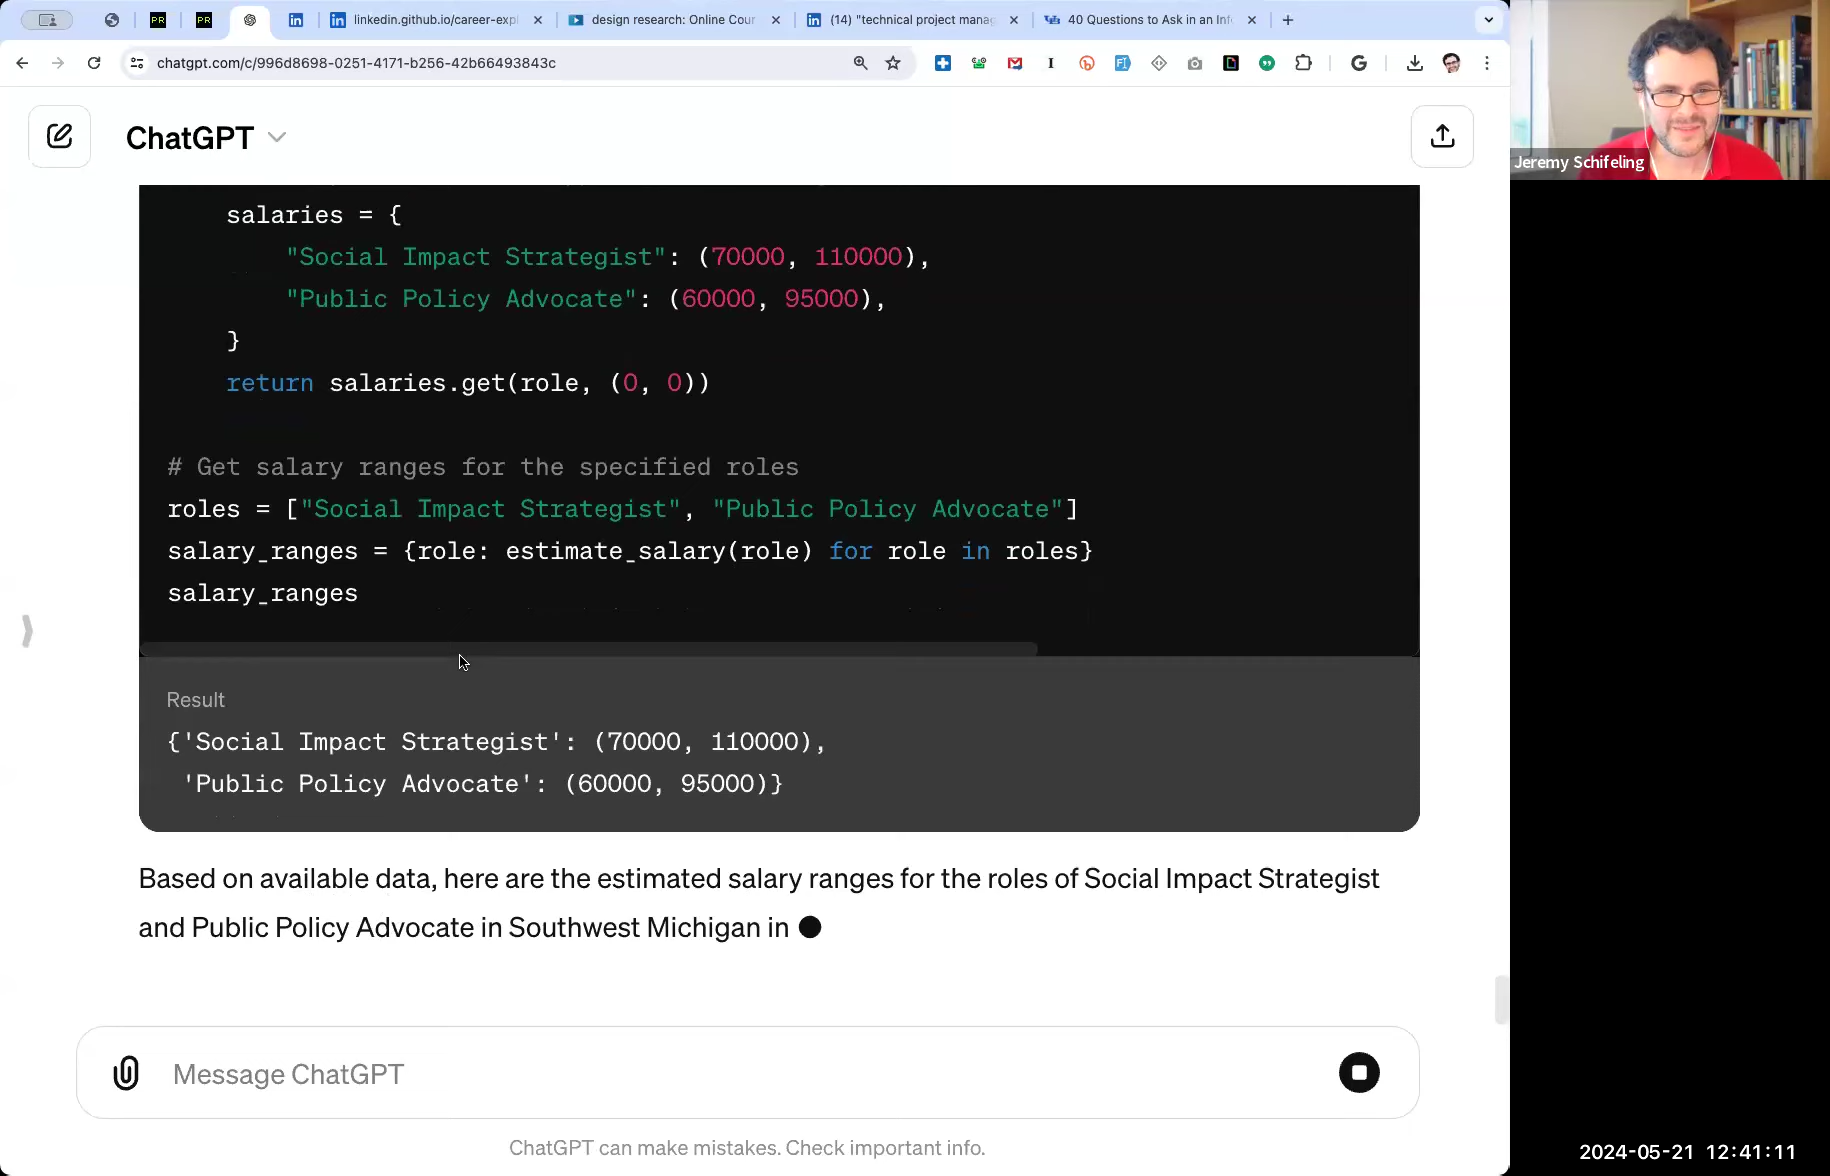 linkedin.github.io/career-expl
design research: Online Cour
(14) "technical project manag
40 Questions to Ask in an Inf
chatgpt.com/c/996d8698-0251-4171-b256-42b66493843c
ChatGPT
Jeremy Schifeling
salaries = {
"Social Impact Strategist": (70000, 110000),
"Public Policy Advocate": (60000, 95000),
}
return salaries.get(role, (0, 0))
# Get salary ranges for the specified roles
roles = ["Social Impact Strategist", "Public Policy Advocate"]
salary_ranges = {role: estimate_salary(role) for role in roles}
salary_ranges
Result
{'Social Impact Strategist': (70000, 110000),
'Public Policy Advocate': (60000, 95000)}
Based on available data, here are the estimated salary ranges for the roles of Social Impact Strategist
and Public Policy Advocate in Southwest Michigan in
Message ChatGPT
ChatGPT can make mistakes. Check important info.
2024-05-21 12:41:11